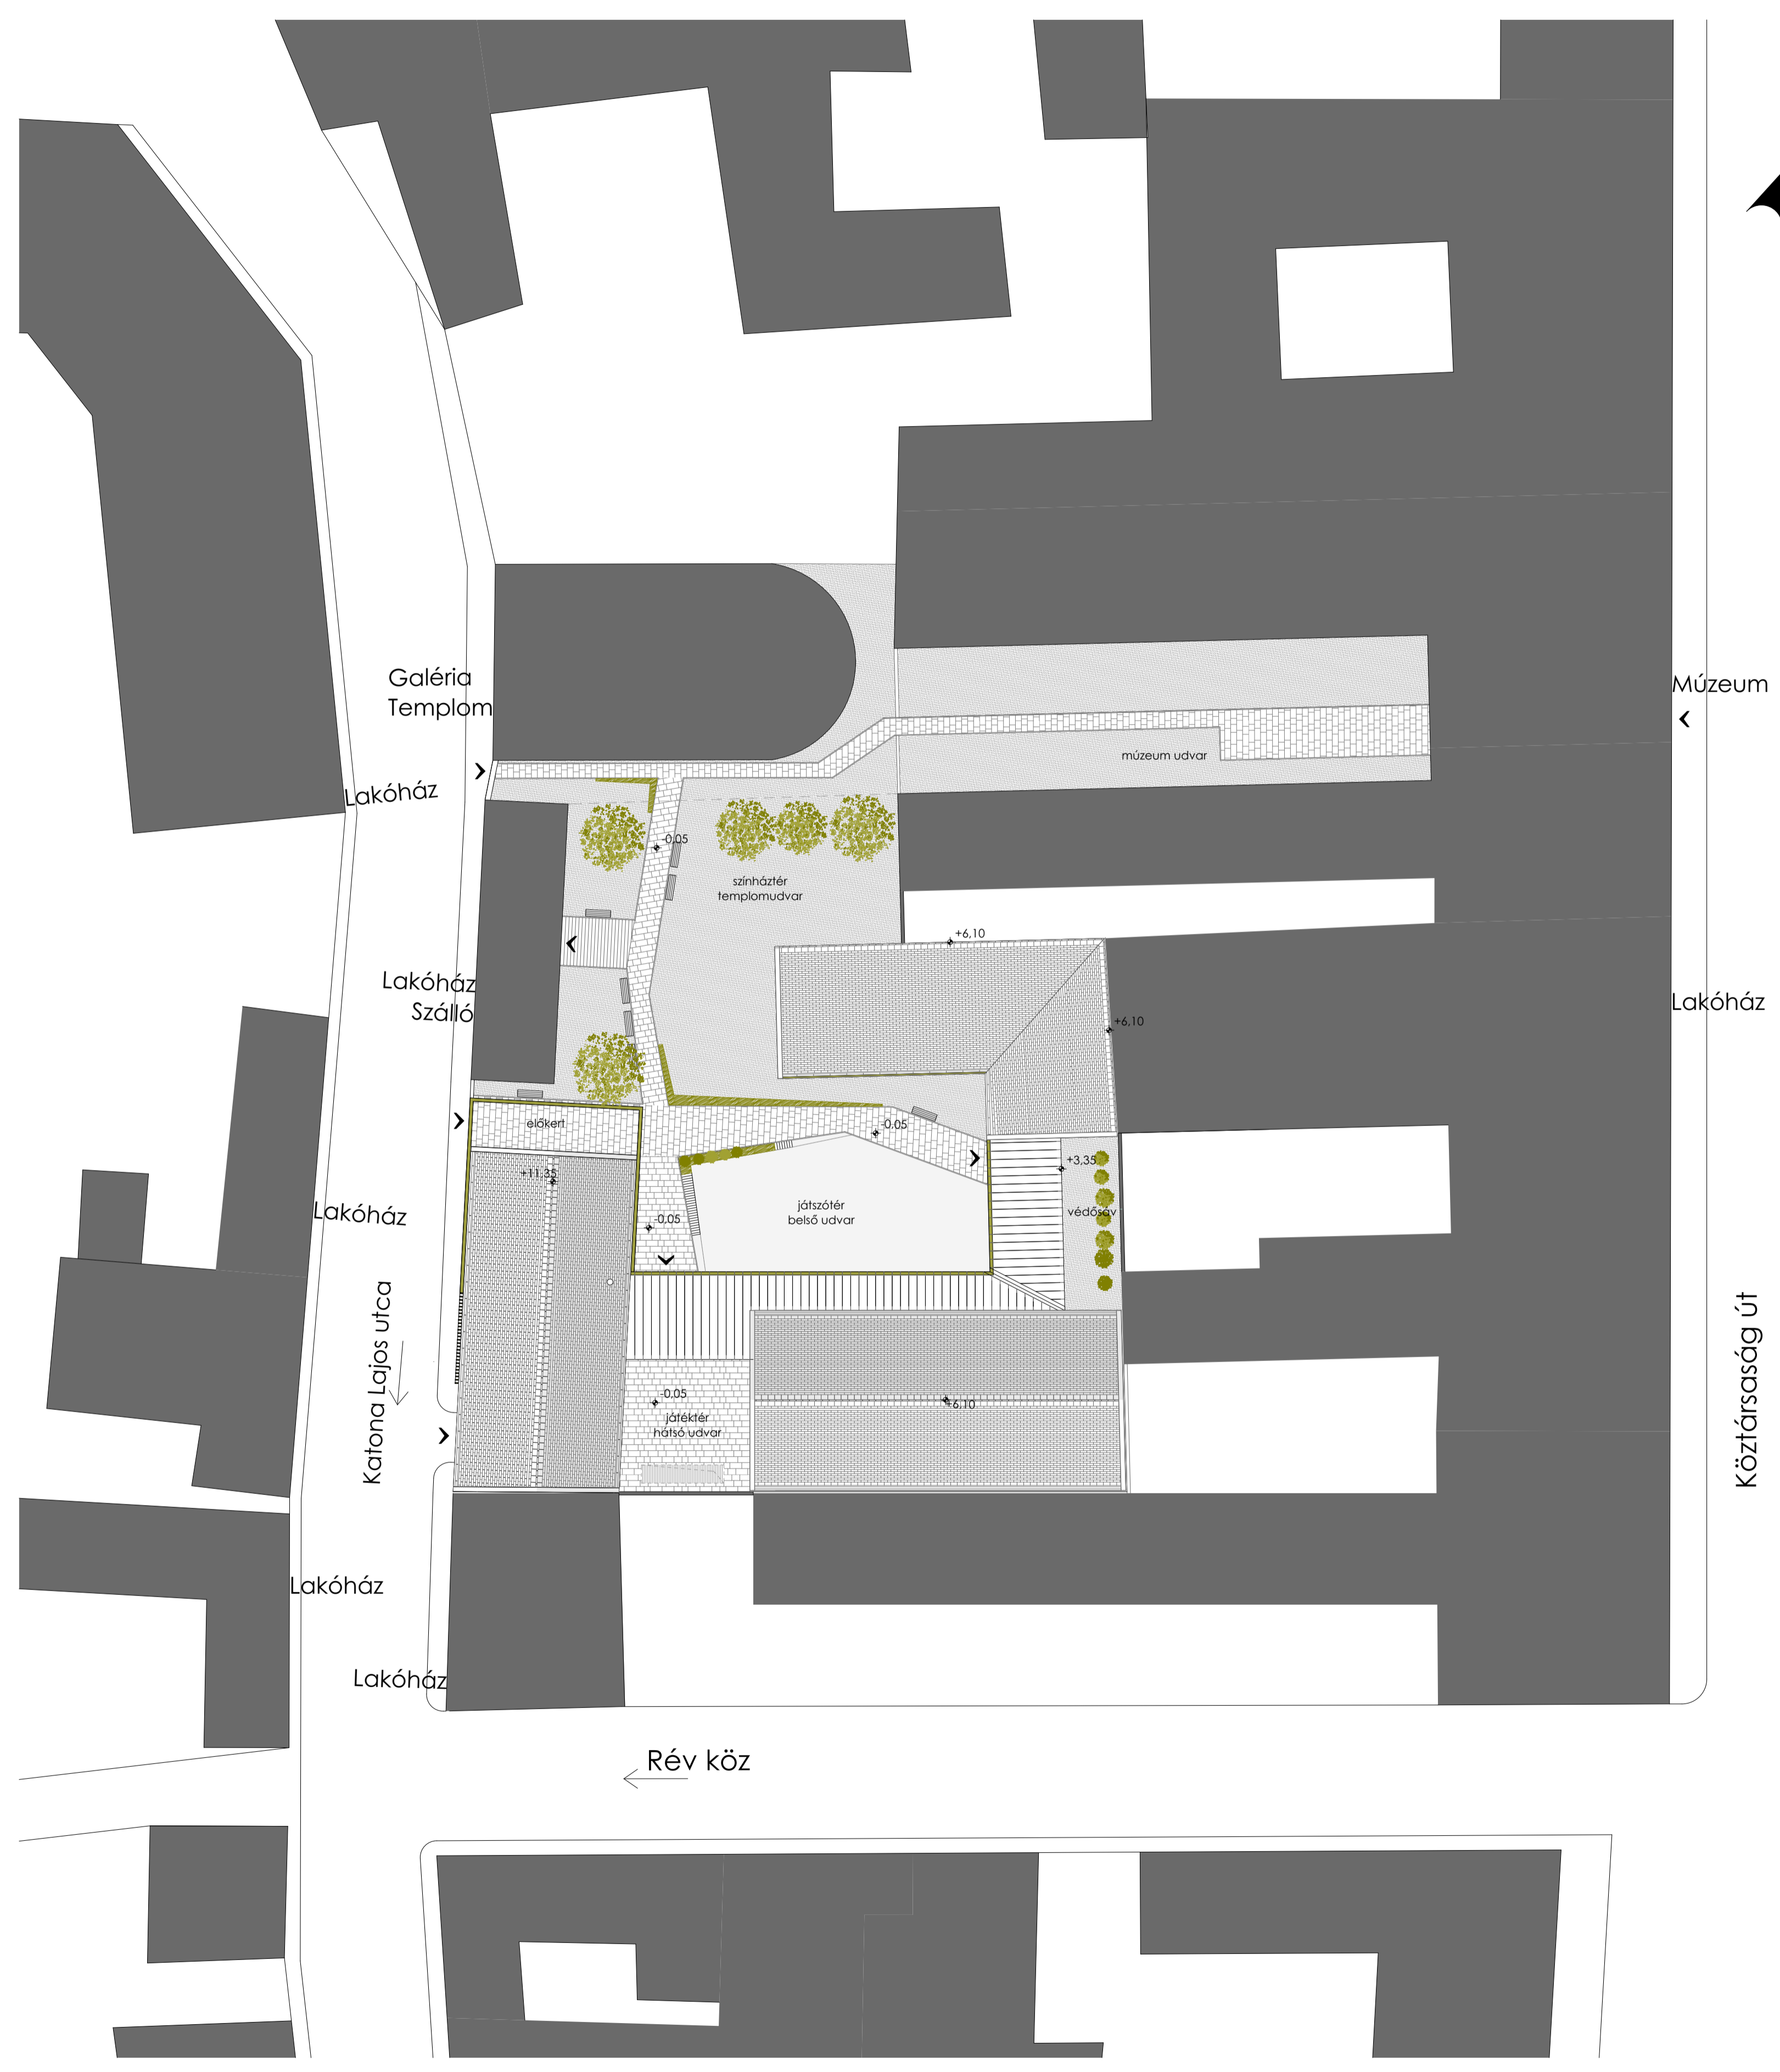 Galéria
Templom
Múzeum
múzeum udvar
Lakóház
-0,05
színháztér
templomudvar
+6,10
Lakóház
Szálló
Lakóház
+6,10
előkert
-0.05
+11,35
+3,35
védősáv
játszótér
belső udvar
Lakóház
-0,05
Katona Lajos utca
Köztársaság út
-0,05
játéktér
hátsó udvar
+6,10
Lakóház
Lakóház
Rév köz